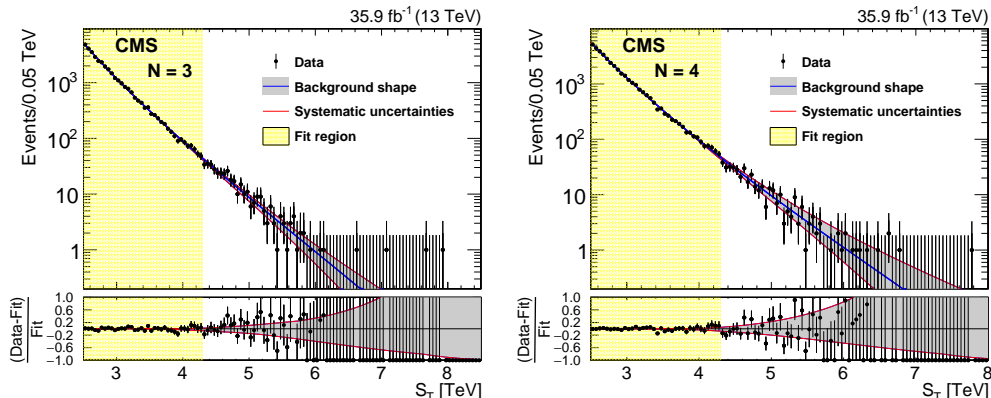 35.9 fb⁻¹ (13 TeV)
CMS
N = 3
Data
Background shape
Systematic uncertainties
Fit region
Events/0.05 TeV
10³
10²
10
1
(Data-Fit)
Fit
1.0
0.6
0.2
−0.2
−0.6
−1.0
3 4 5 6 7 8
S_T [TeV]
35.9 fb⁻¹ (13 TeV)
CMS
N = 4
Data
Background shape
Systematic uncertainties
Fit region
Events/0.05 TeV
10³
10²
10
1
(Data-Fit)
Fit
1.0
0.6
0.2
−0.2
−0.6
−1.0
3 4 5 6 7 8
S_T [TeV]